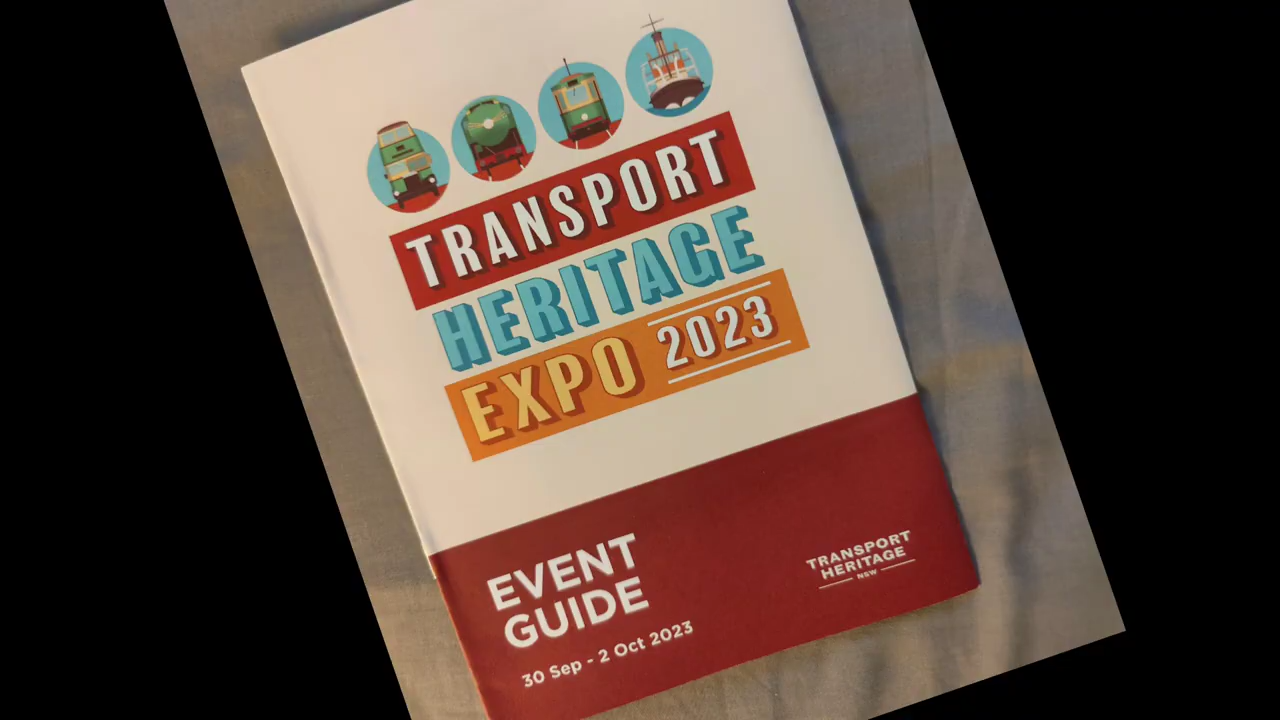 TRANSPORT
HERITAGE
EXPO 2023
EVENT
GUIDE
30 Sep - 2 Oct 2023
TRANSPORT
HERITAGE
NSW